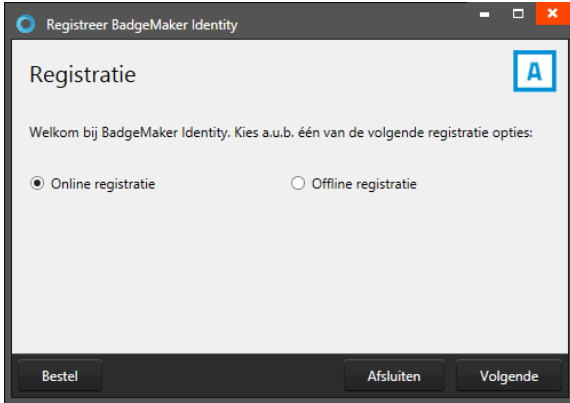 Registreer BadgeMaker Identity
Registratie
A
Welkom bij BadgeMaker Identity. Kies a.u.b. één van de volgende registratie opties:
Online registratie Offline registratie
Bestel Afsluiten Volgende